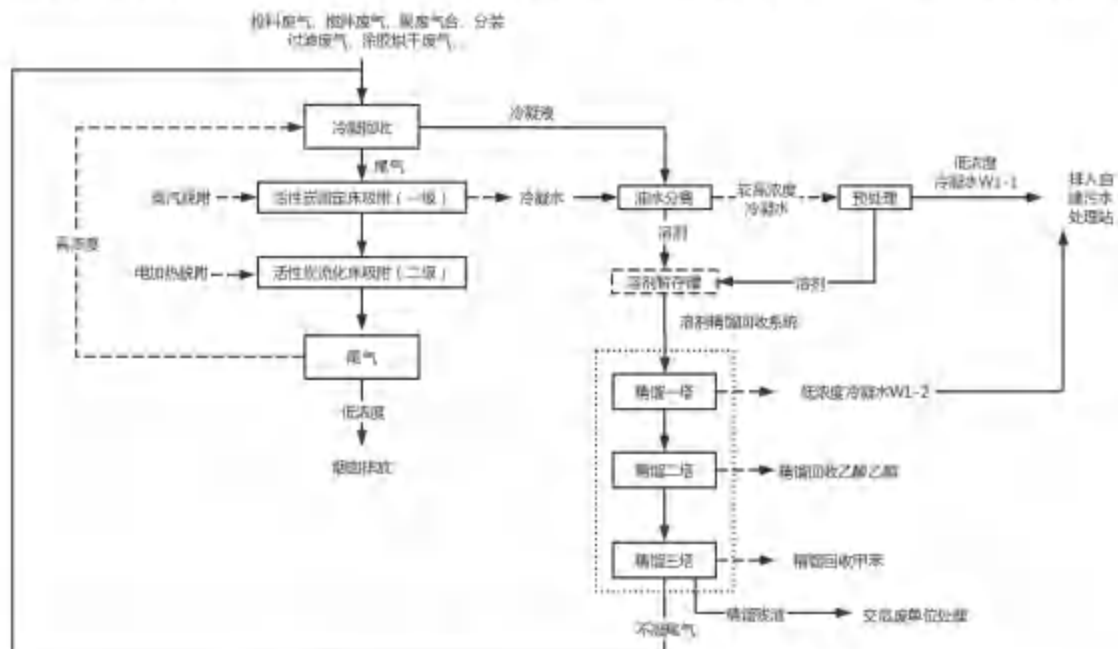 投料废气、搅拌废气、聚废气合、分装
过滤废气、涂胶烘干废气...
冷凝回收
冷凝液
尾气
低浓度
冷凝水W1-1
排入自
建污水
处理站
蒸汽脱附
活性炭固定床吸附（一级）
冷凝水
油水分离
较高浓度
冷凝水
预处理
高浓度
溶剂
电加热脱附
活性炭流化床吸附（二级）
溶剂暂存罐
溶剂
溶剂精馏回收系统
尾气
精馏一塔
低浓度冷凝水W1-2
低浓度
烟囱排放
精馏二塔
精馏回收乙酸乙酯
精馏三塔
精馏回收甲苯
不凝尾气
精馏残渣
交危废单位处理